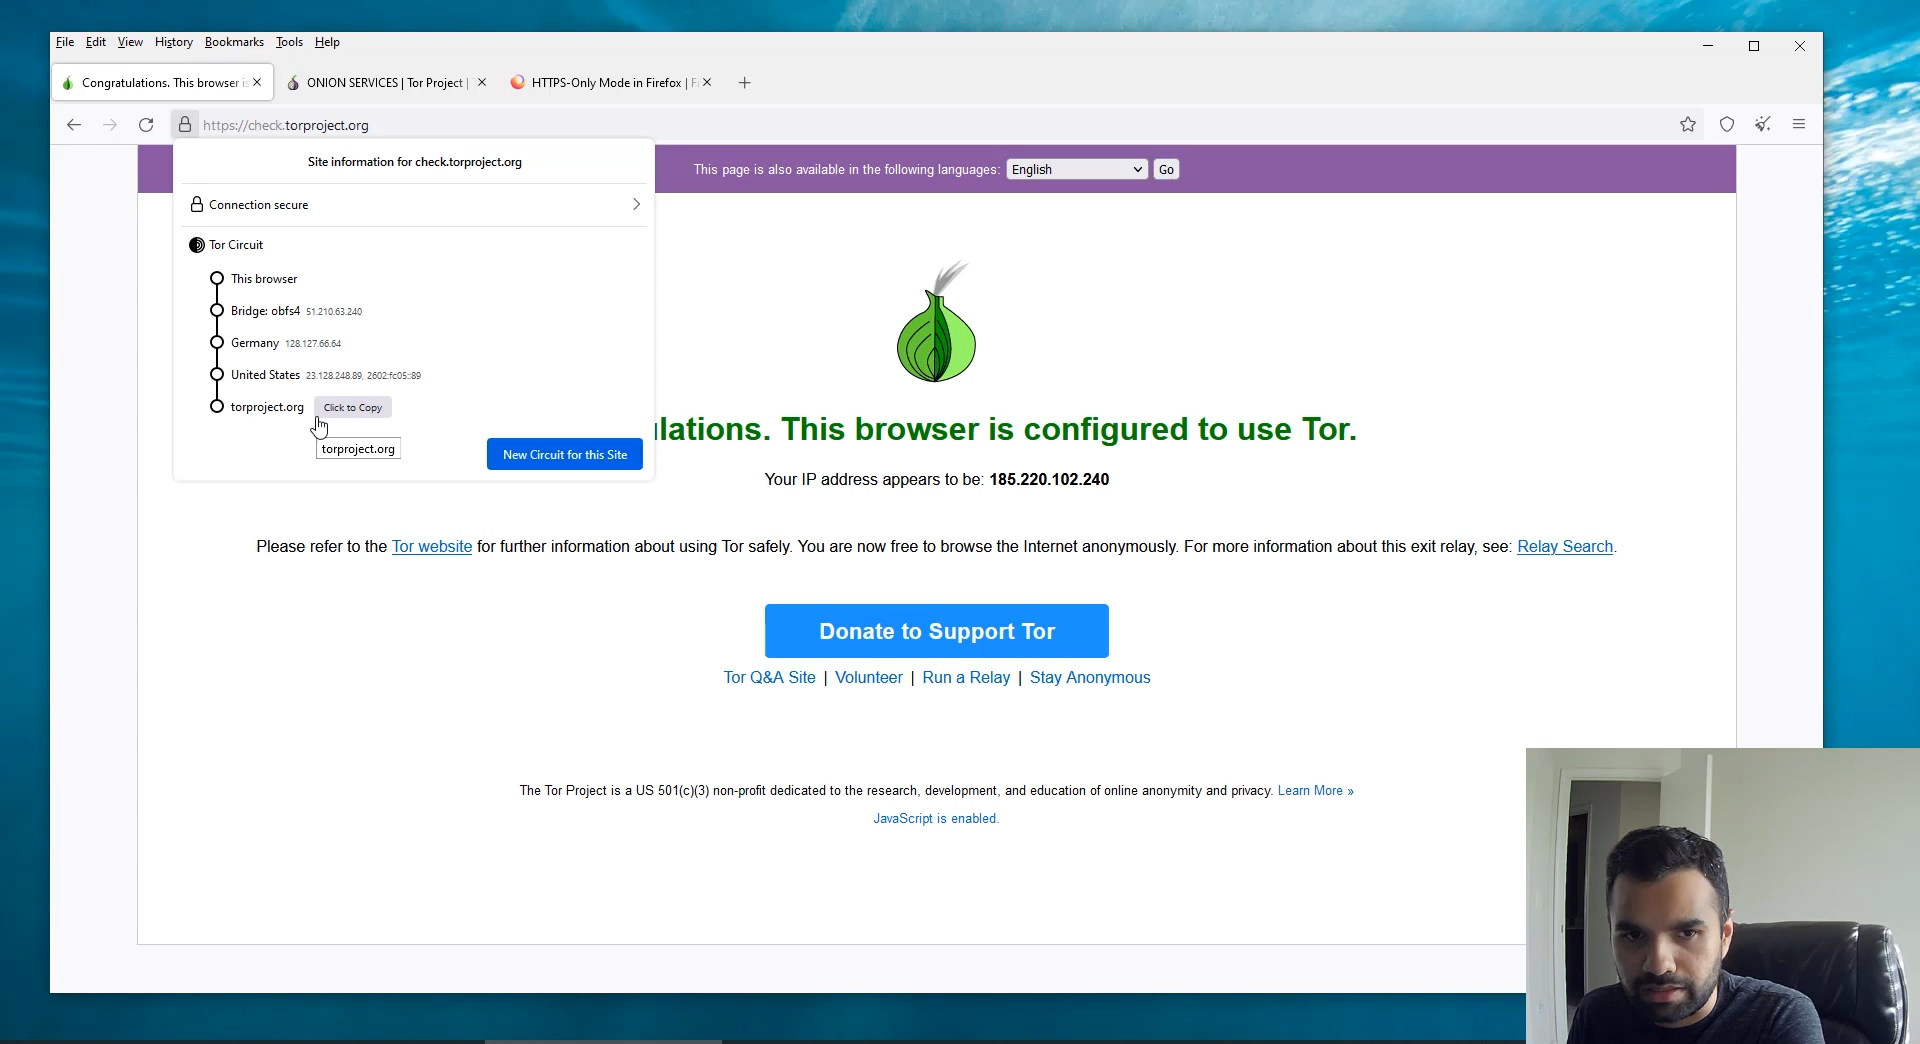 File Edit View History Bookmarks Tools Help
Congratulations. This browser is
ONION SERVICES | Tor Project |
HTTPS-Only Mode in Firefox | Fi
https://check.torproject.org
Site information for check.torproject.org
Connection secure
Tor Circuit
This browser
Bridge: obfs4 51.210.63.240
Germany 128.127.66.64
United States 23.128.248.89, 2602:fc05::89
torproject.org Click to Copy
torproject.org
New Circuit for this Site
This page is also available in the following languages: English Go
lations. This browser is configured to use Tor.
Your IP address appears to be: 185.220.102.240
Please refer to the Tor website for further information about using Tor safely. You are now free to browse the Internet anonymously. For more information about this exit relay, see: Relay Search.
Donate to Support Tor
Tor Q&A Site | Volunteer | Run a Relay | Stay Anonymous
The Tor Project is a US 501(c)(3) non-profit dedicated to the research, development, and education of online anonymity and privacy. Learn More »
JavaScript is enabled.